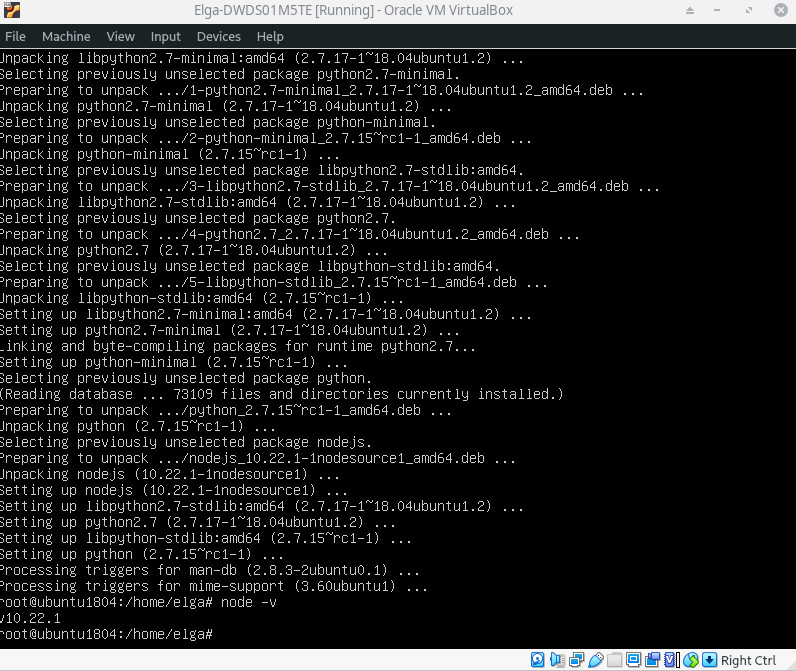 Elga-DWDS01M5TE [Running] - Oracle VM VirtualBox
File Machine View Input Devices Help
Unpacking libpython2.7-minimal:amd64 (2.7.17-1~18.04ubuntu1.2) ...
Selecting previously unselected package python2.7-minimal.
Preparing to unpack .../1-python2.7-minimal_2.7.17-1~18.04ubuntu1.2_amd64.deb ...
Unpacking python2.7-minimal (2.7.17-1~18.04ubuntu1.2) ...
Selecting previously unselected package python-minimal.
Preparing to unpack .../2-python-minimal_2.7.15~rc1-1_amd64.deb ...
Unpacking python-minimal (2.7.15~rc1-1) ...
Selecting previously unselected package libpython2.7-stdlib:amd64.
Preparing to unpack .../3-libpython2.7-stdlib_2.7.17-1~18.04ubuntu1.2_amd64.deb ...
Unpacking libpython2.7-stdlib:amd64 (2.7.17-1~18.04ubuntu1.2) ...
Selecting previously unselected package python2.7.
Preparing to unpack .../4-python2.7_2.7.17-1~18.04ubuntu1.2_amd64.deb ...
Unpacking python2.7 (2.7.17-1~18.04ubuntu1.2) ...
Selecting previously unselected package libpython-stdlib:amd64.
Preparing to unpack .../5-libpython-stdlib_2.7.15~rc1-1_amd64.deb ...
Unpacking libpython-stdlib:amd64 (2.7.15~rc1-1) ...
Setting up libpython2.7-minimal:amd64 (2.7.17-1~18.04ubuntu1.2) ...
Setting up python2.7-minimal (2.7.17-1~18.04ubuntu1.2) ...
Linking and byte-compiling packages for runtime python2.7...
Setting up python-minimal (2.7.15~rc1-1) ...
Selecting previously unselected package python.
(Reading database ... 73109 files and directories currently installed.)
Preparing to unpack .../python_2.7.15~rc1-1_amd64.deb ...
Unpacking python (2.7.15~rc1-1) ...
Selecting previously unselected package nodejs.
Preparing to unpack .../nodejs_10.22.1-1nodesource1_amd64.deb ...
Unpacking nodejs (10.22.1-1nodesource1) ...
Setting up nodejs (10.22.1-1nodesource1) ...
Setting up libpython2.7-stdlib:amd64 (2.7.17-1~18.04ubuntu1.2) ...
Setting up python2.7 (2.7.17-1~18.04ubuntu1.2) ...
Setting up libpython-stdlib:amd64 (2.7.15~rc1-1) ...
Setting up python (2.7.15~rc1-1) ...
Processing triggers for man-db (2.8.3-2ubuntu0.1) ...
Processing triggers for mime-support (3.60ubuntu1) ...
root@ubuntu1804:/home/elga# node -v
v10.22.1
root@ubuntu1804:/home/elga#
Right Ctrl